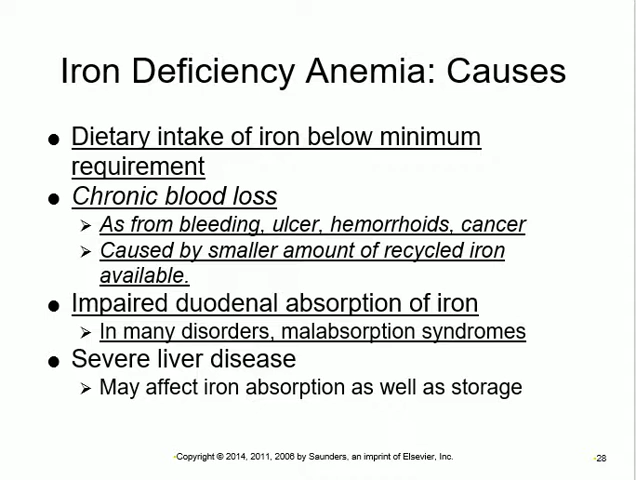 Iron Deficiency Anemia: Causes
● Dietary intake of iron below minimum
requirement
● Chronic blood loss
➢ As from bleeding, ulcer, hemorrhoids, cancer
➢ Caused by smaller amount of recycled iron
available.
● Impaired duodenal absorption of iron
➢ In many disorders, malabsorption syndromes
● Severe liver disease
➢ May affect iron absorption as well as storage
•Copyright © 2014, 2011, 2006 by Saunders, an imprint of Elsevier, Inc.
•28